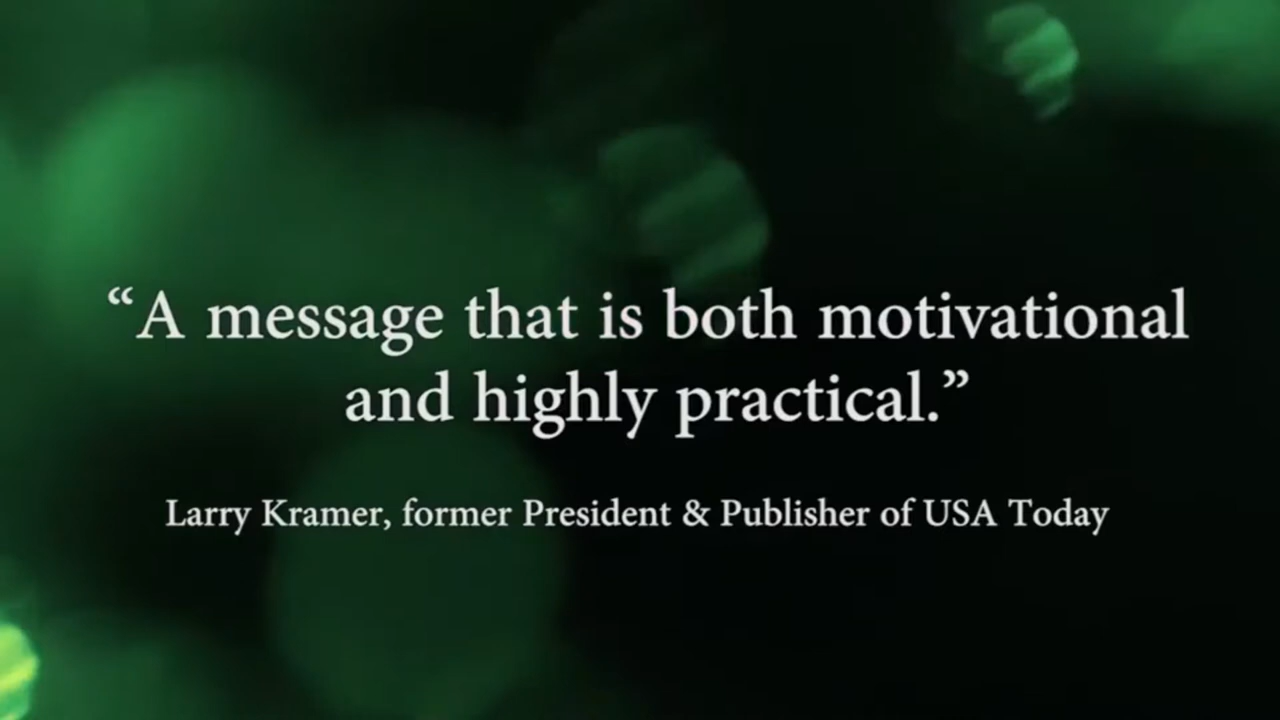 “A message that is both motivational
and highly practical.”
Larry Kramer, former President & Publisher of USA Today